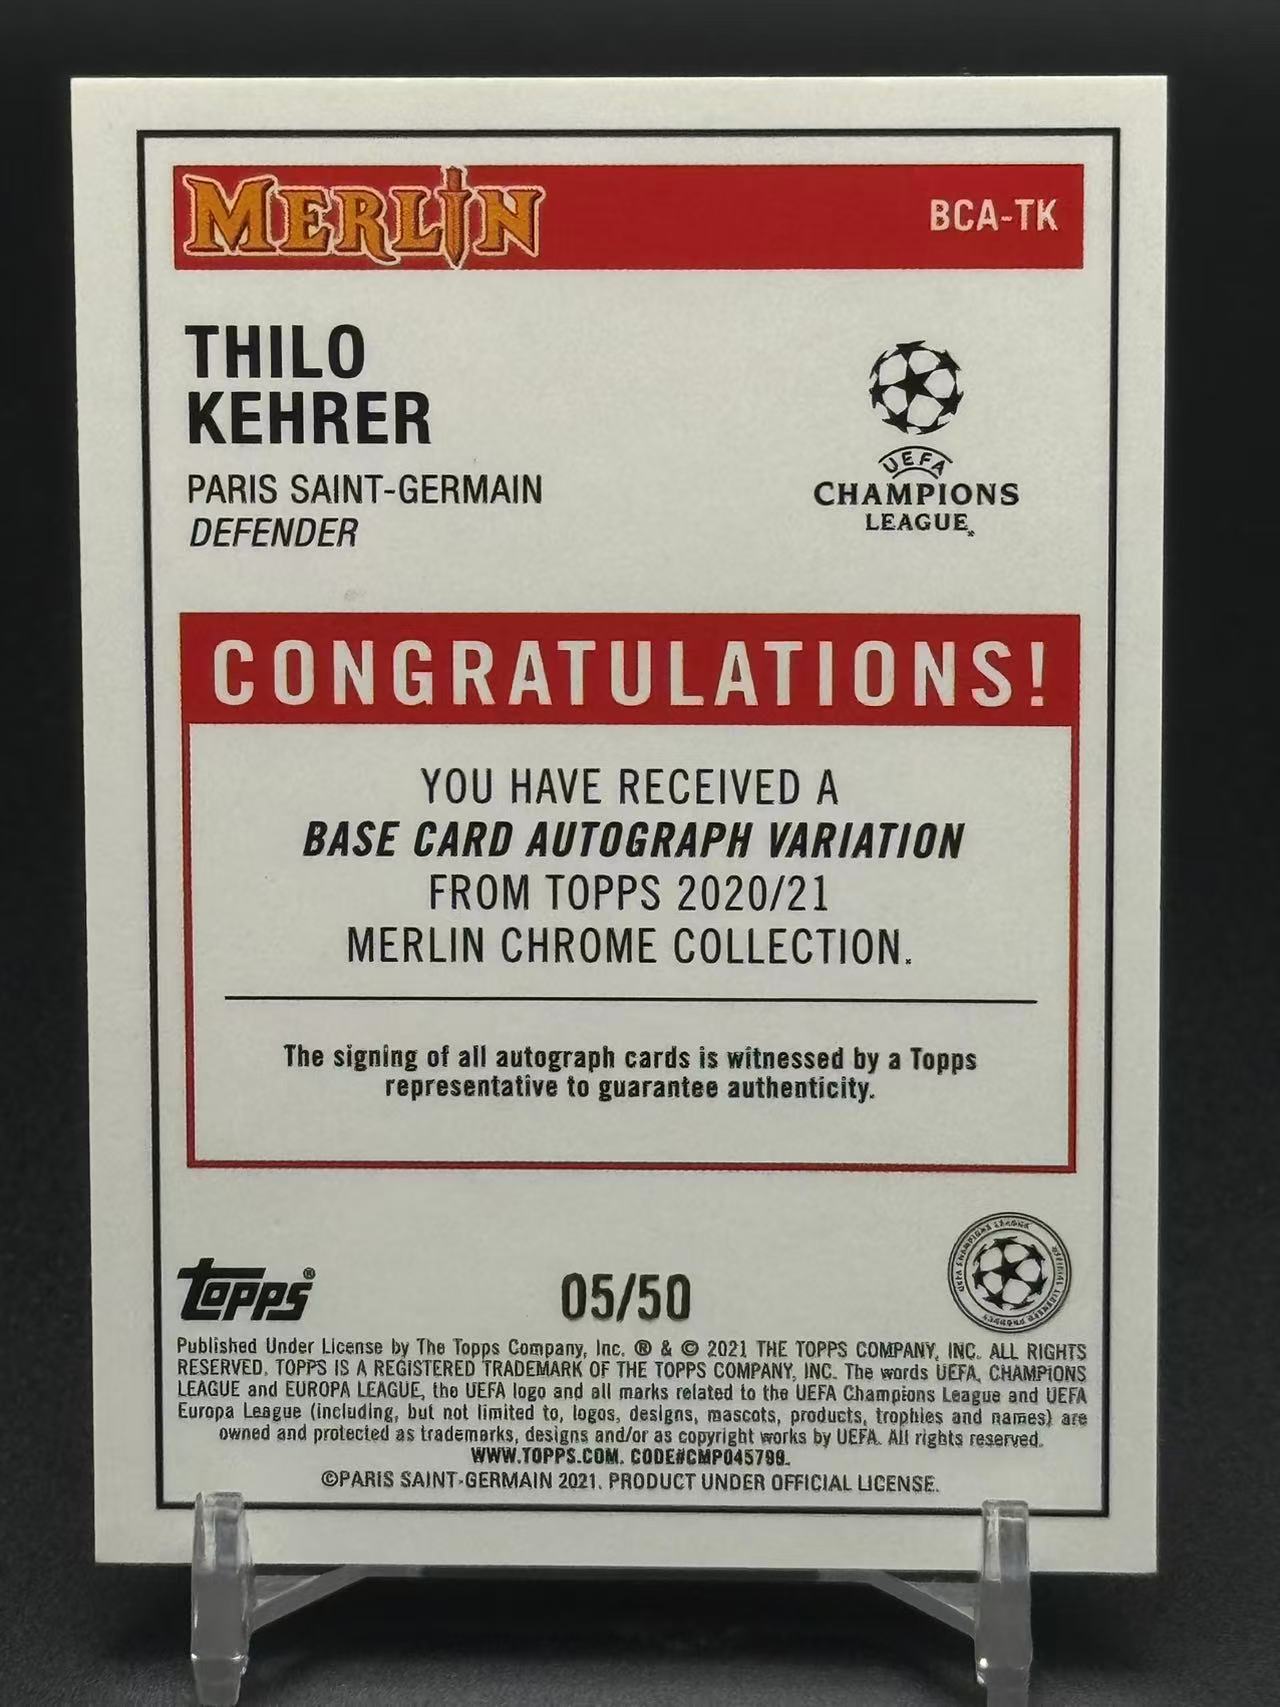 MERLIN
BCA-TK
THILO
KEHRER
PARIS SAINT-GERMAIN
DEFENDER
UEFA
CHAMPIONS
LEAGUE
CONGRATULATIONS!
YOU HAVE RECEIVED A
BASE CARD AUTOGRAPH VARIATION
FROM TOPPS 2020/21
MERLIN CHROME COLLECTION.
The signing of all autograph cards is witnessed by a Topps
representative to guarantee authenticity.
Topps®
05/50
UEFA CHAMPIONS LEAGUE OFFICIAL LICENSED PRODUCT
Published Under License by The Topps Company, Inc. ® & © 2021 THE TOPPS COMPANY, INC. ALL RIGHTS
RESERVED. TOPPS IS A REGISTERED TRADEMARK OF THE TOPPS COMPANY, INC. The words UEFA, CHAMPIONS
LEAGUE and EUROPA LEAGUE, the UEFA logo and all marks related to the UEFA Champions League and UEFA
Europa League (including, but not limited to, logos, designs, mascots, products, trophies and names) are
owned and protected as trademarks, designs and/or as copyright works by UEFA. All rights reserved.
WWW.TOPPS.COM. CODE#CMP045799.
©PARIS SAINT-GERMAIN 2021. PRODUCT UNDER OFFICIAL LICENSE.